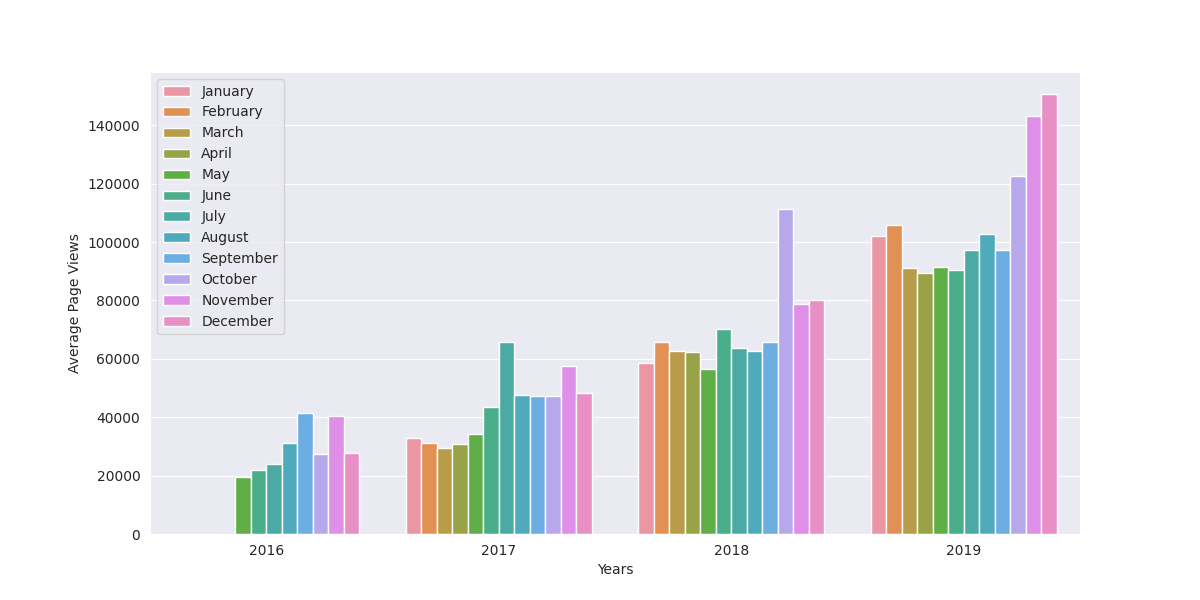 January
February
March
April
May
June
July
August
September
October
November
December
140000
120000
100000
80000
60000
40000
20000
0
Average Page Views
2016
2017
2018
2019
Years